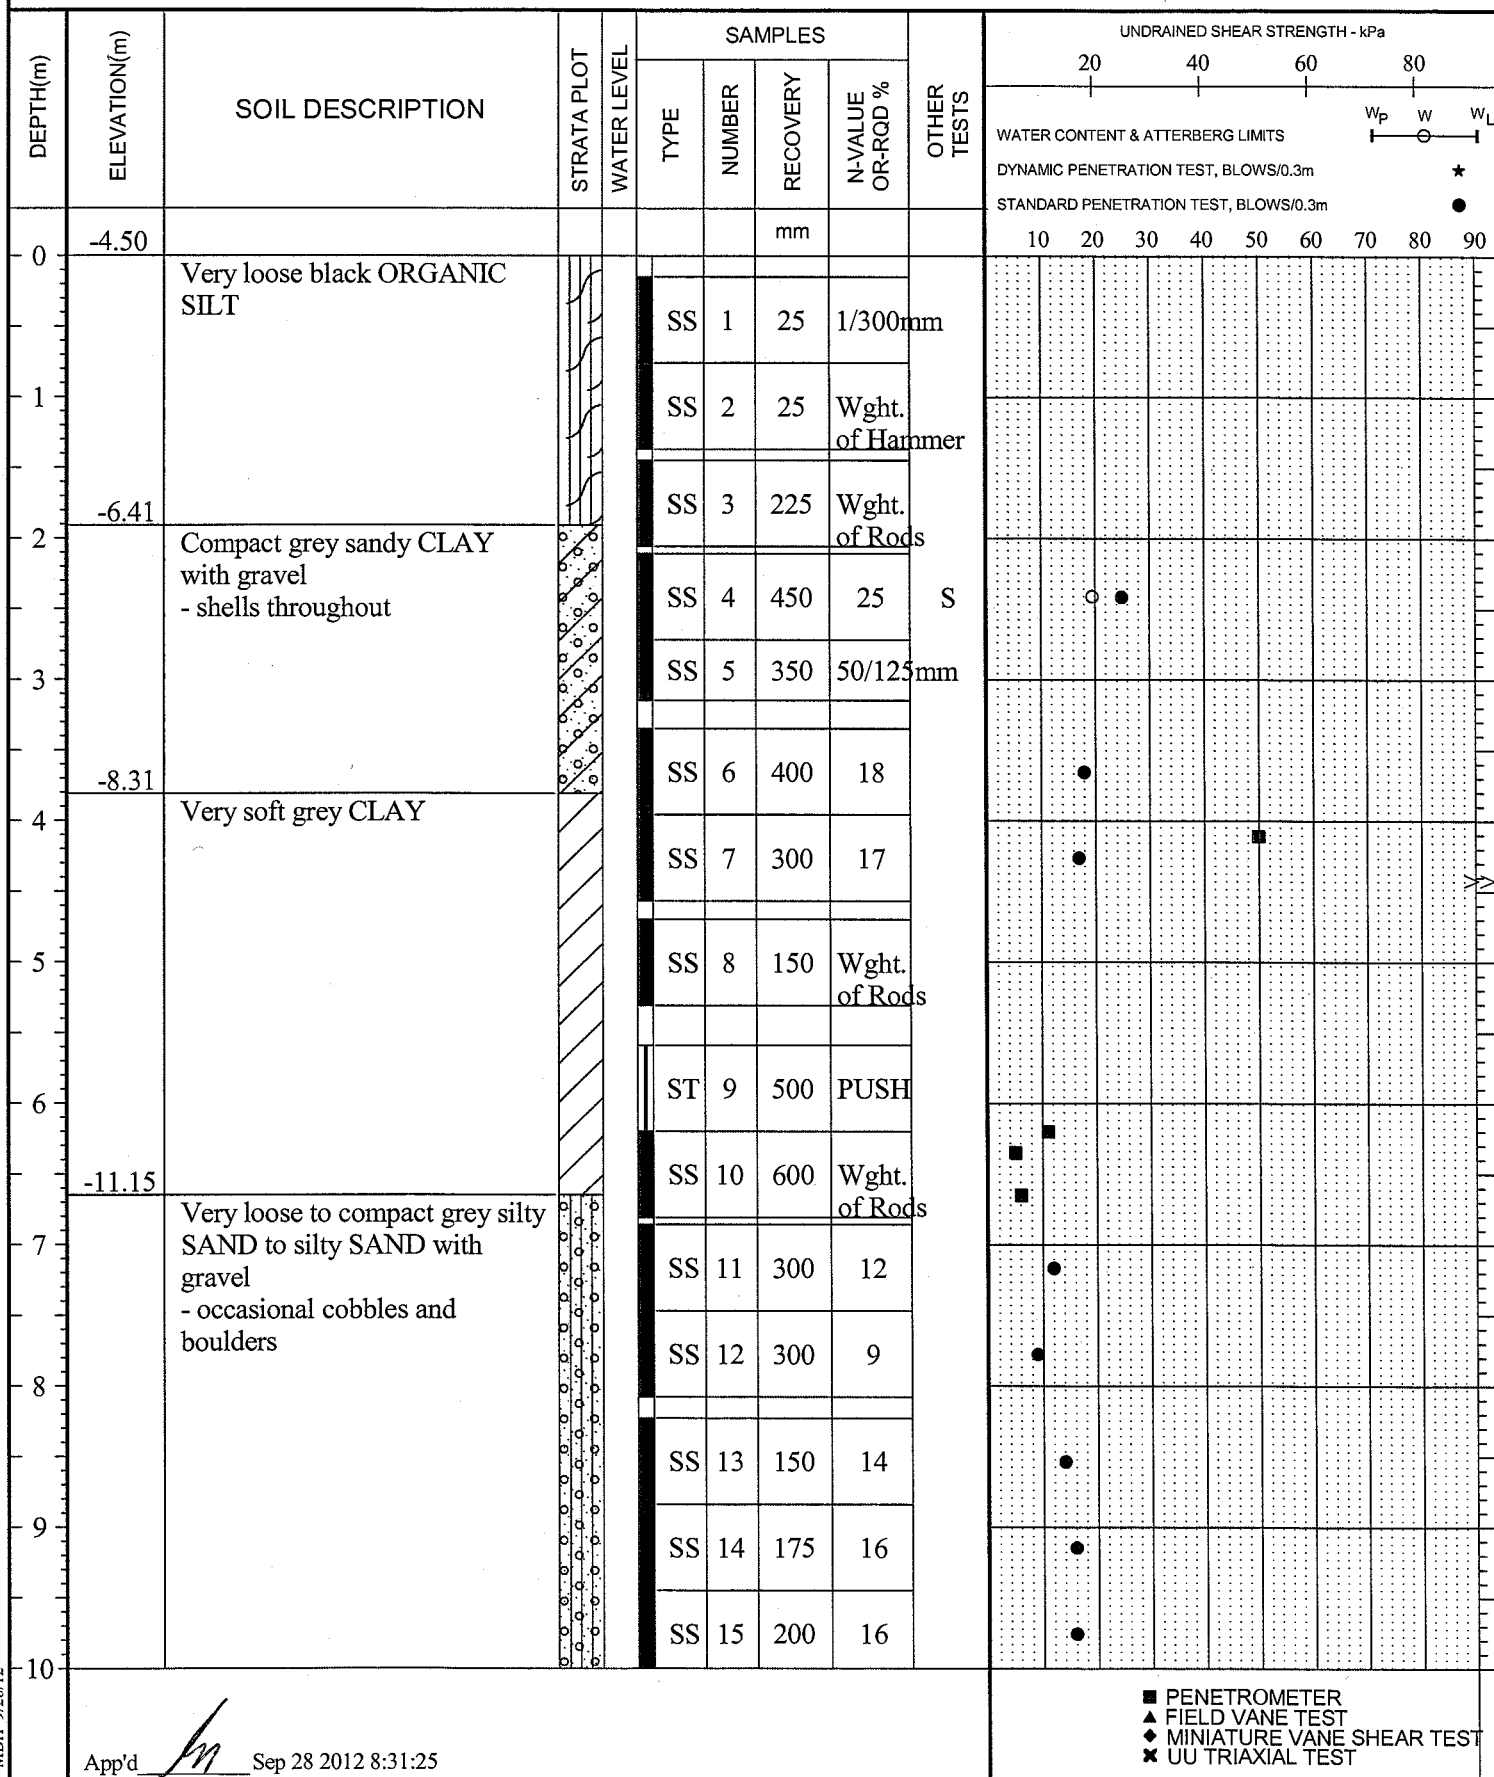 DEPTH(m)
ELEVATION(m)
SOIL DESCRIPTION
STRATA PLOT
WATER LEVEL
SAMPLES
TYPE
NUMBER
RECOVERY
N-VALUE
OR-RQD %
OTHER
TESTS
UNDRAINED SHEAR STRENGTH - kPa
20 40 60 80
WP W WL
WATER CONTENT & ATTERBERG LIMITS
DYNAMIC PENETRATION TEST, BLOWS/0.3m ★
STANDARD PENETRATION TEST, BLOWS/0.3m ●
mm
10 20 30 40 50 60 70 80 90
0
-4.50
Very loose black ORGANIC
SILT
SS 1 25 1/300mm
1
SS 2 25 Wght.
of Hammer
SS 3 225 Wght.
of Rods
-6.41
2
Compact grey sandy CLAY
with gravel
- shells throughout
SS 4 450 25 S
3
SS 5 350 50/125mm
SS 6 400 18
-8.31
4
Very soft grey CLAY
SS 7 300 17
>>
5
SS 8 150 Wght.
of Rods
6
ST 9 500 PUSH
SS 10 600 Wght.
of Rods
-11.15
Very loose to compact grey silty
SAND to silty SAND with
gravel
- occasional cobbles and
boulders
7
SS 11 300 12
SS 12 300 9
8
SS 13 150 14
9
SS 14 175 16
SS 15 200 16
10
■ PENETROMETER
▲ FIELD VANE TEST
◆ MINIATURE VANE SHEAR TEST
✖ UU TRIAXIAL TEST
App'd Sep 28 2012 8:31:25